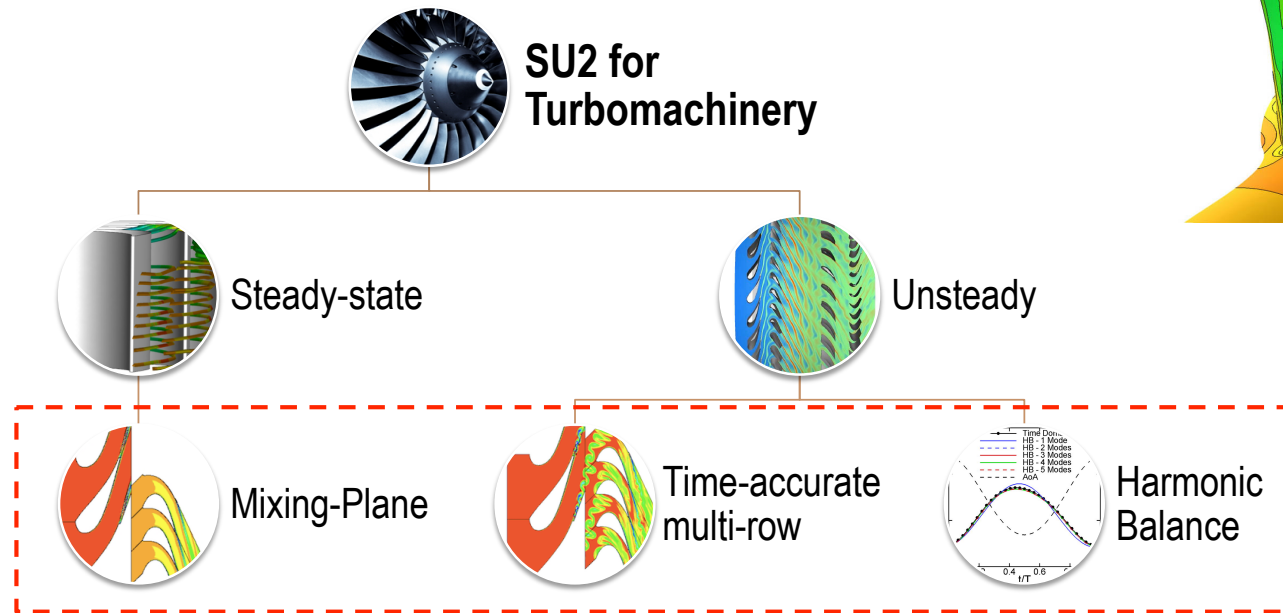 SU2 for
Turbomachinery
Steady-state
Unsteady
Mixing-Plane
Time-accurate
multi-row
Time
HB - 1 Mode
HB - 2 Modes
HB - 3 Modes
HB - 4 Modes
HB - 5 Modes
AoA
0.4 0.6
t/T
Harmonic
Balance